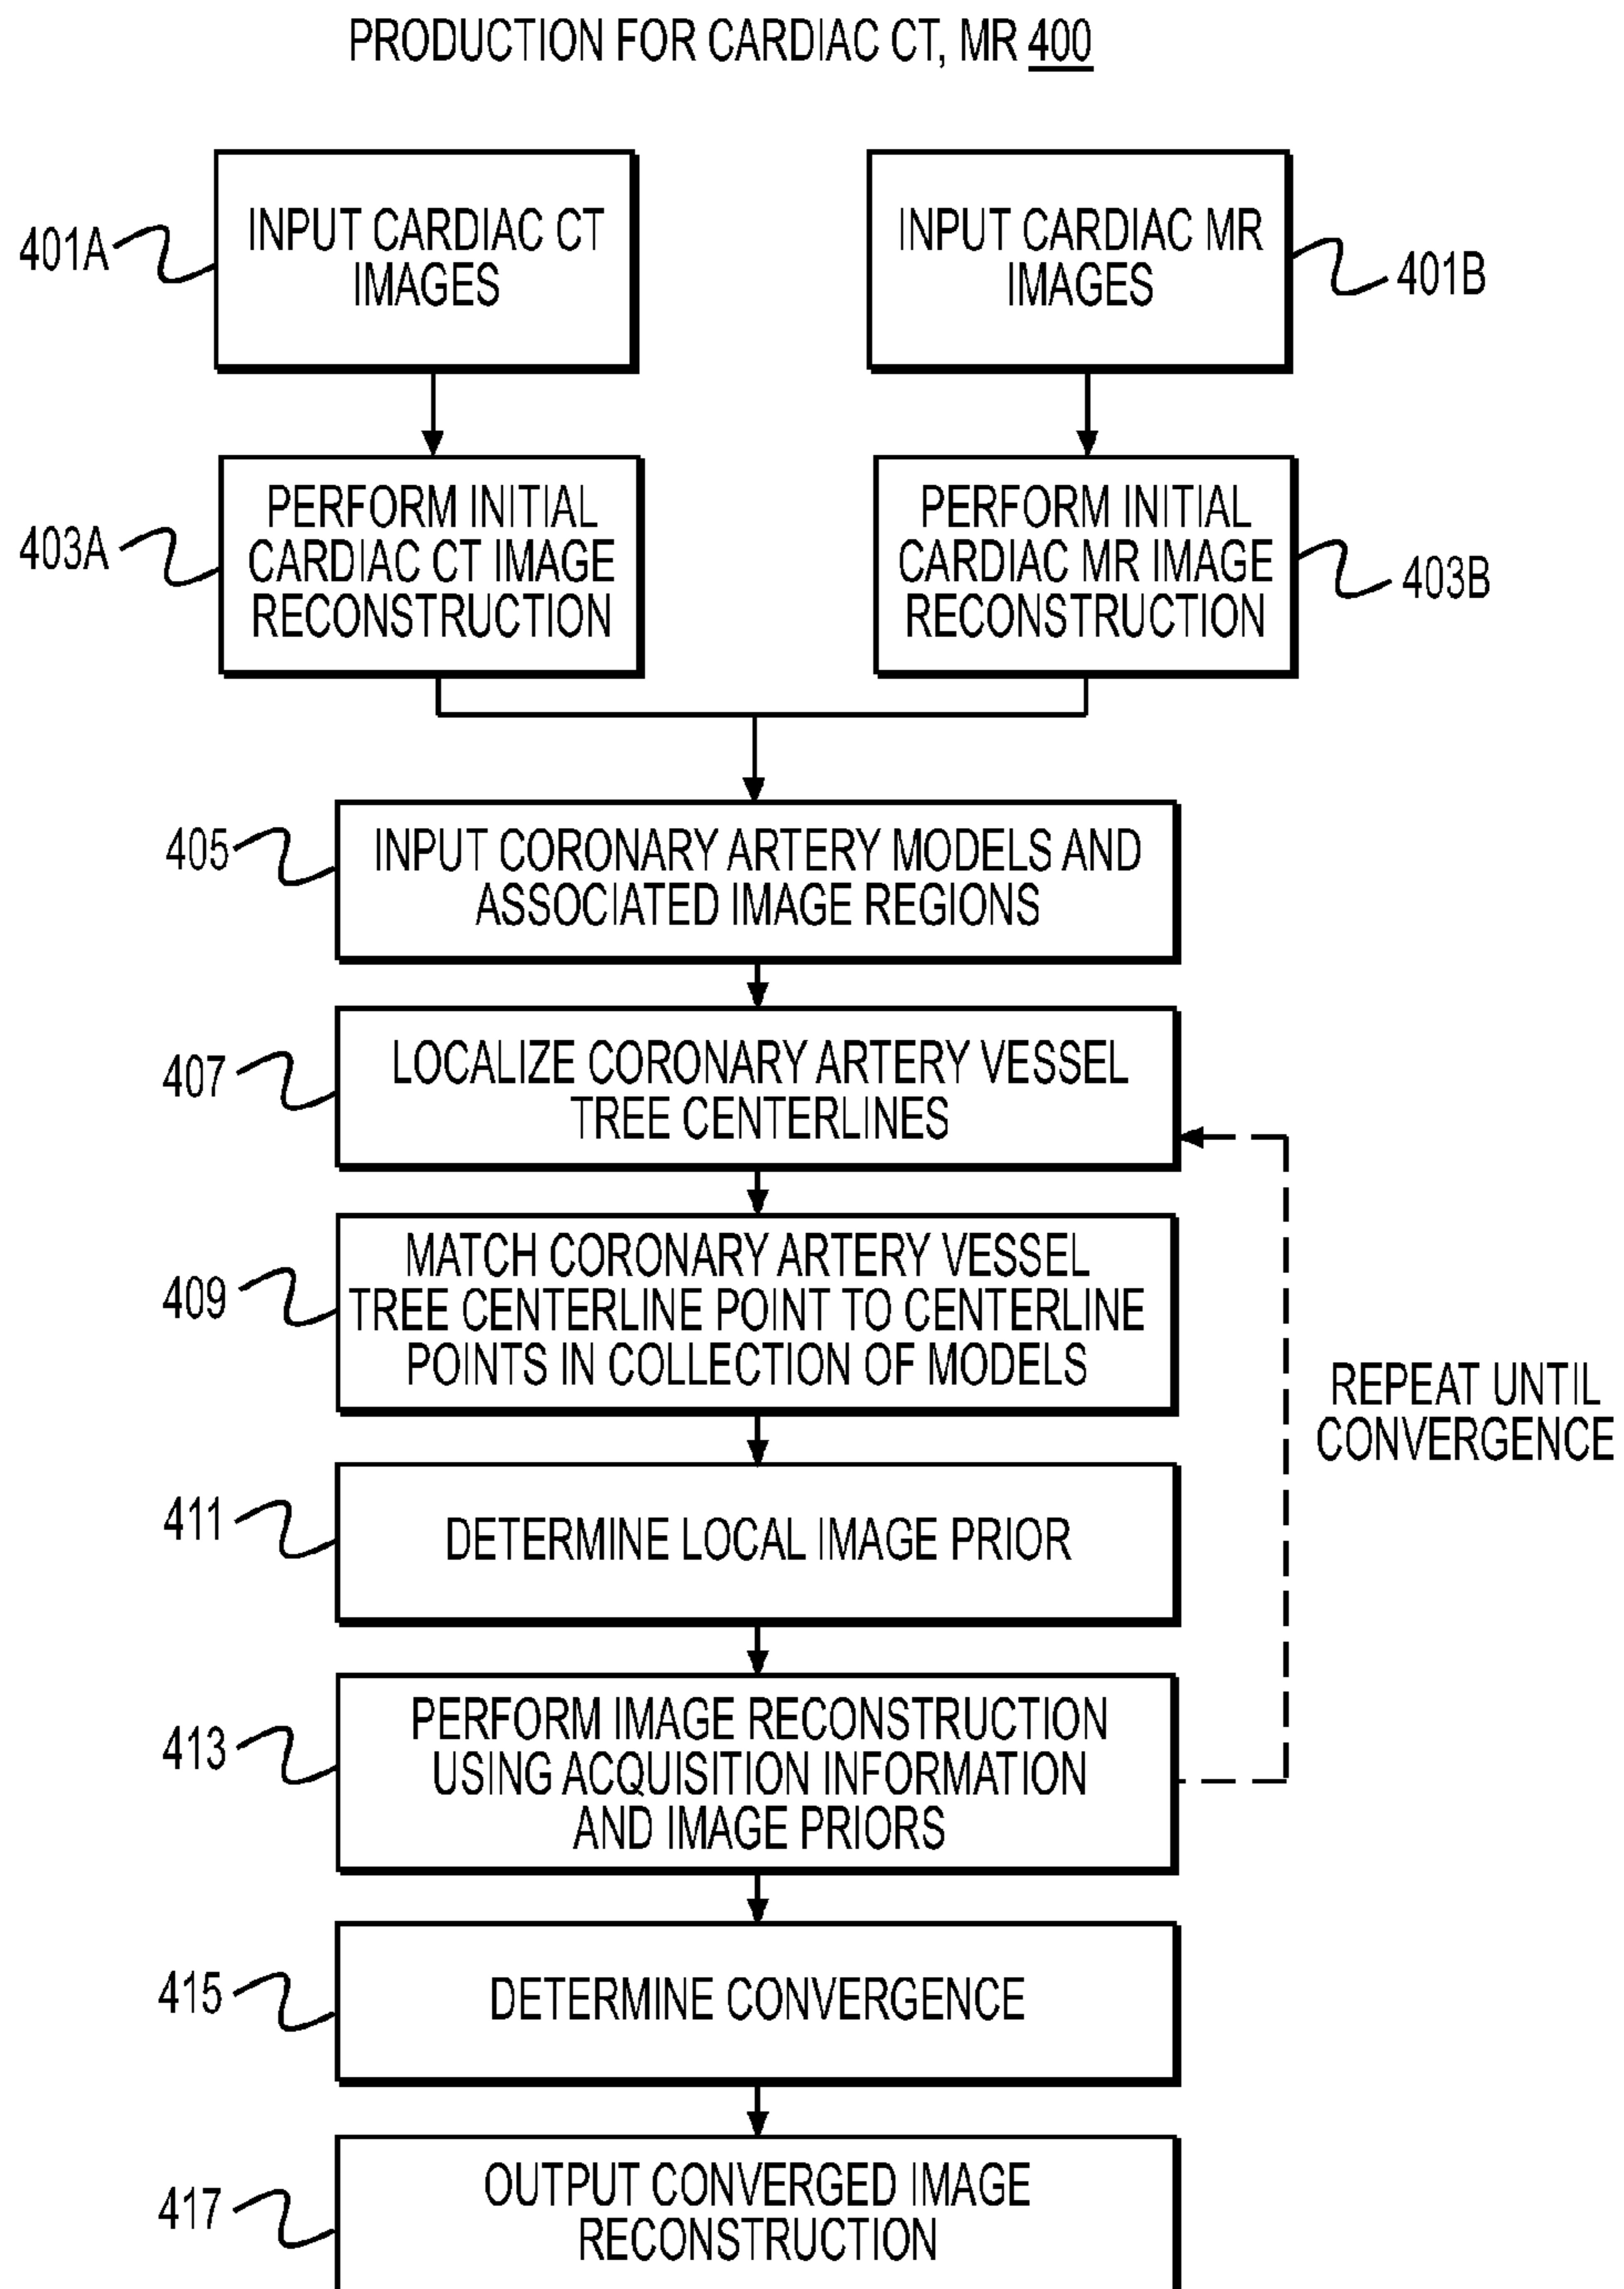 PRODUCTION FOR CARDIAC CT, MR 400
401A
INPUT CARDIAC CT
IMAGES
INPUT CARDIAC MR
IMAGES
401B
403A
PERFORM INITIAL
CARDIAC CT IMAGE
RECONSTRUCTION
PERFORM INITIAL
CARDIAC MR IMAGE
RECONSTRUCTION
403B
405
INPUT CORONARY ARTERY MODELS AND
ASSOCIATED IMAGE REGIONS
407
LOCALIZE CORONARY ARTERY VESSEL
TREE CENTERLINES
409
MATCH CORONARY ARTERY VESSEL
TREE CENTERLINE POINT TO CENTERLINE
POINTS IN COLLECTION OF MODELS
REPEAT UNTIL
CONVERGENCE
411
DETERMINE LOCAL IMAGE PRIOR
413
PERFORM IMAGE RECONSTRUCTION
USING ACQUISITION INFORMATION
AND IMAGE PRIORS
415
DETERMINE CONVERGENCE
417
OUTPUT CONVERGED IMAGE
RECONSTRUCTION